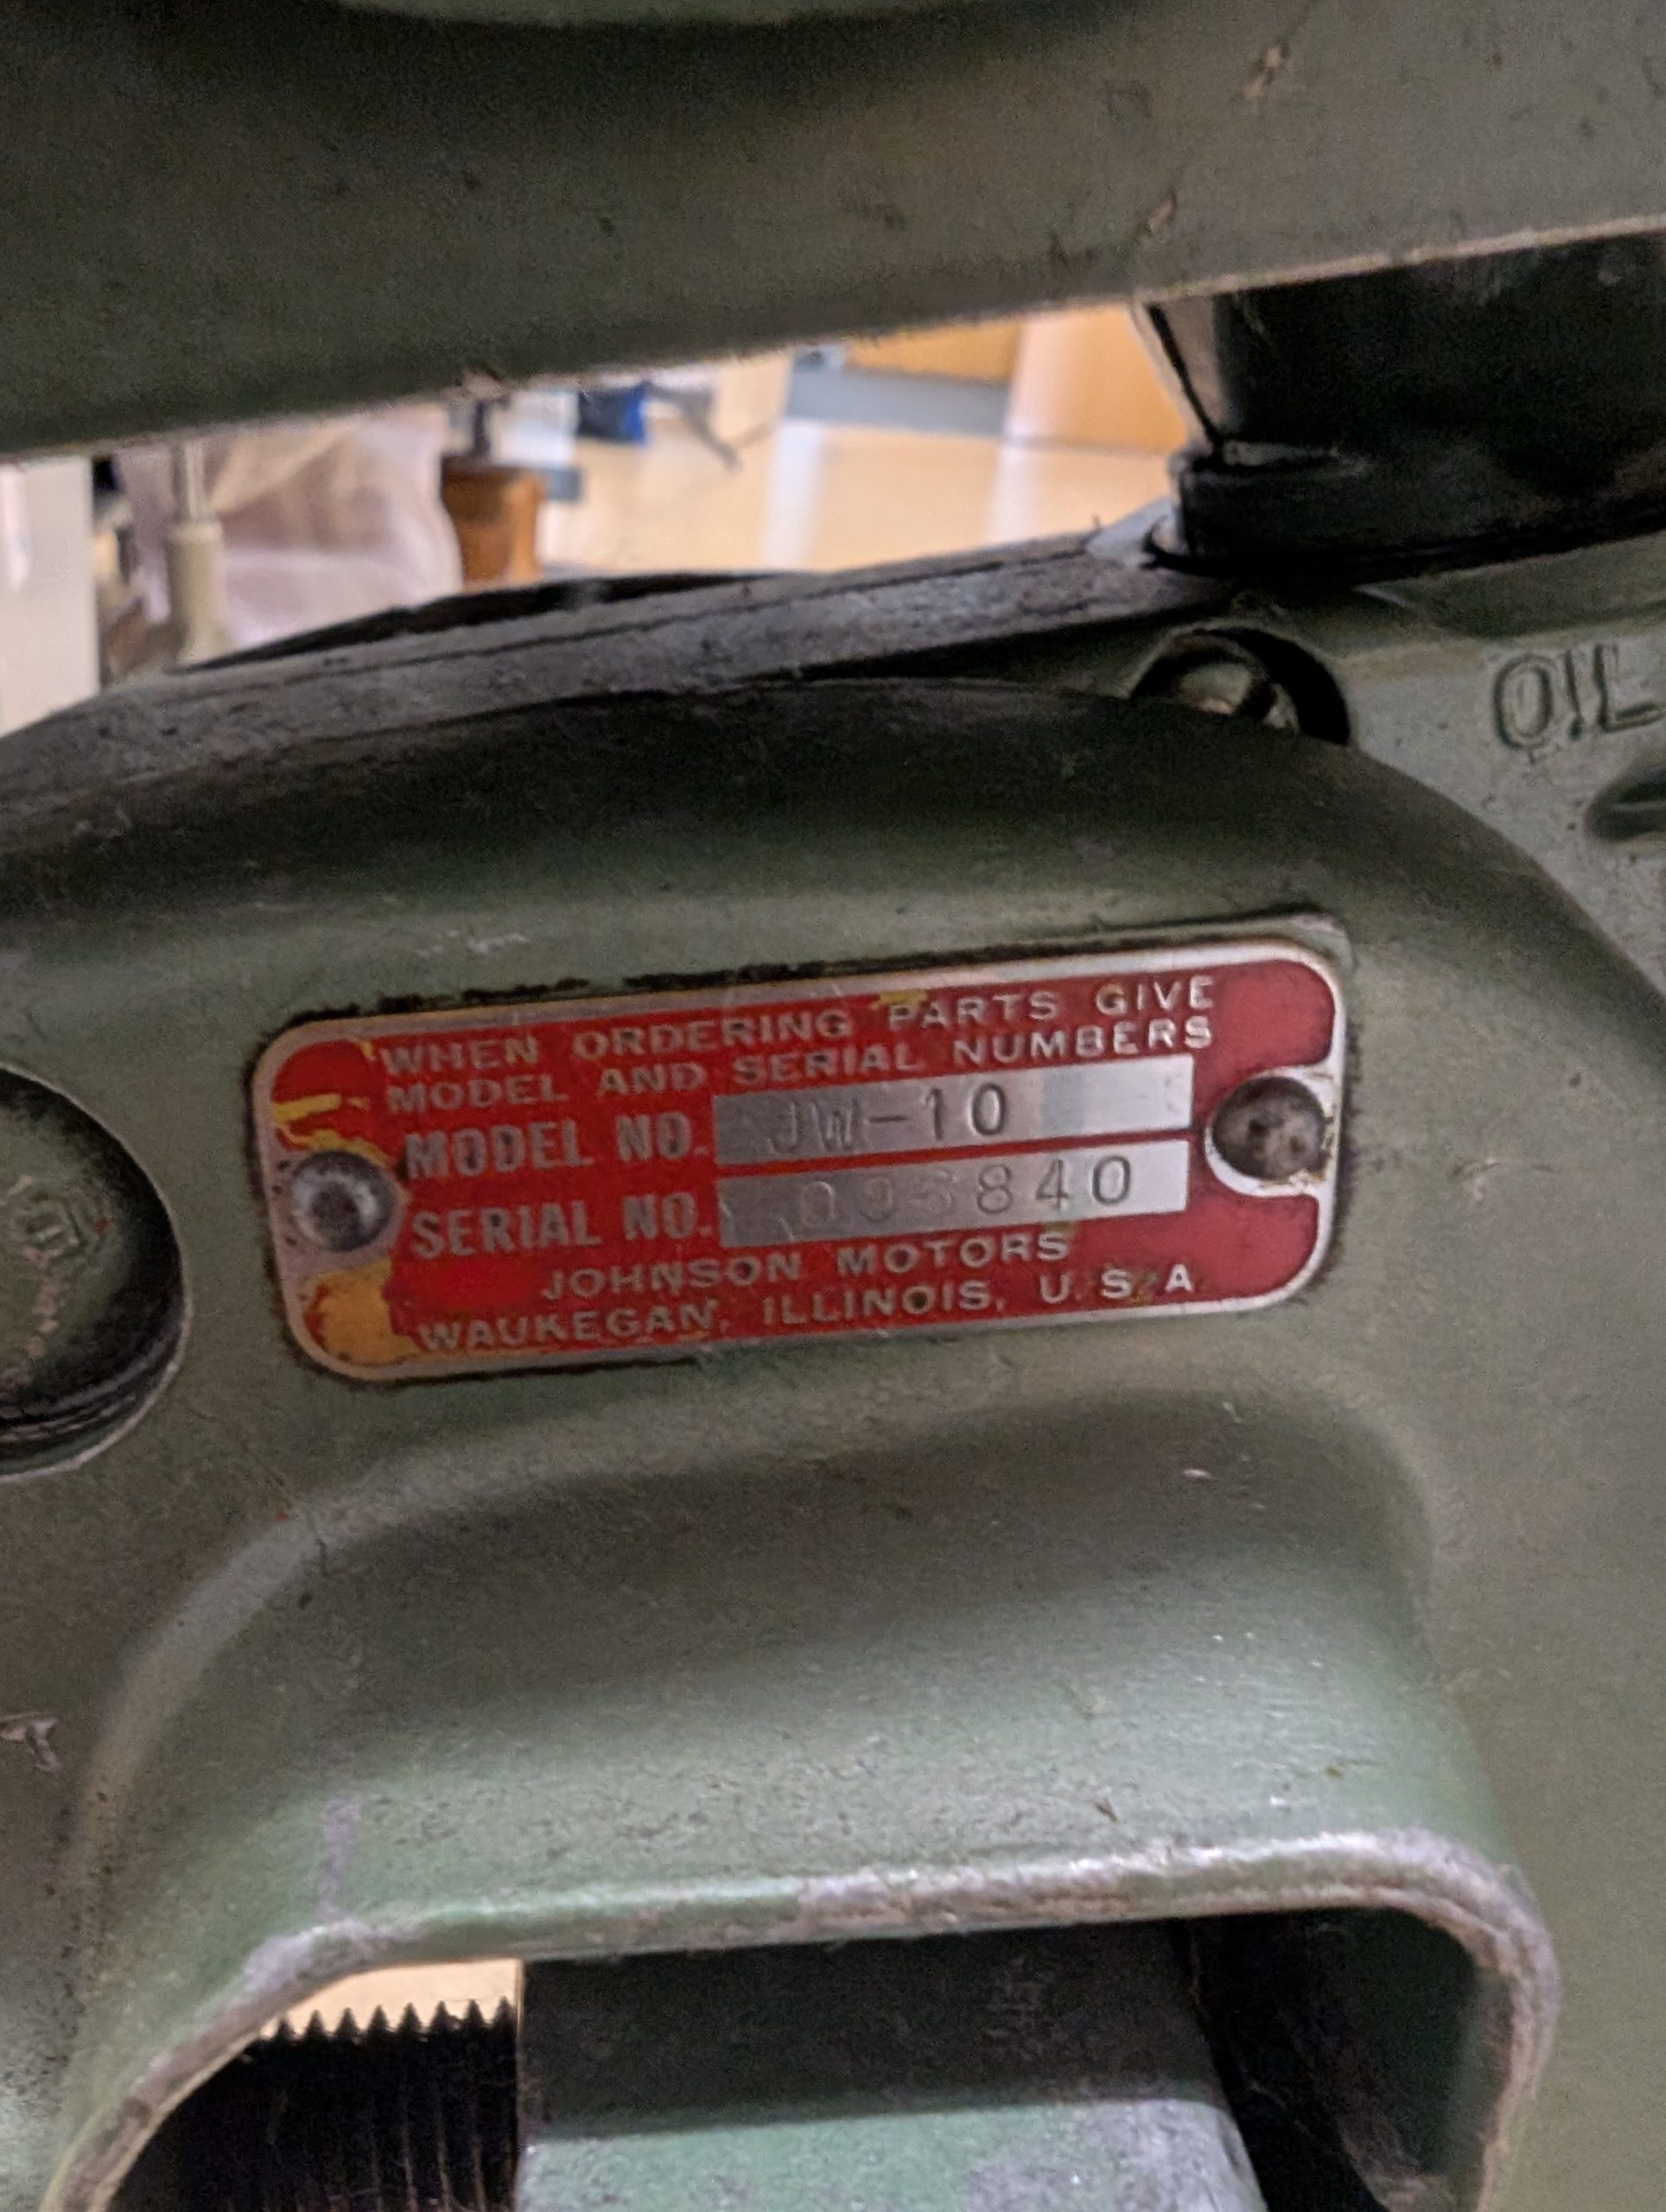 OIL
WHEN ORDERING PARTS GIVE
MODEL AND SERIAL NUMBERS
MODEL NO. JW-10
SERIAL NO.
JOHNSON MOTORS
WAUKEGAN, ILLINOIS, U.S.A